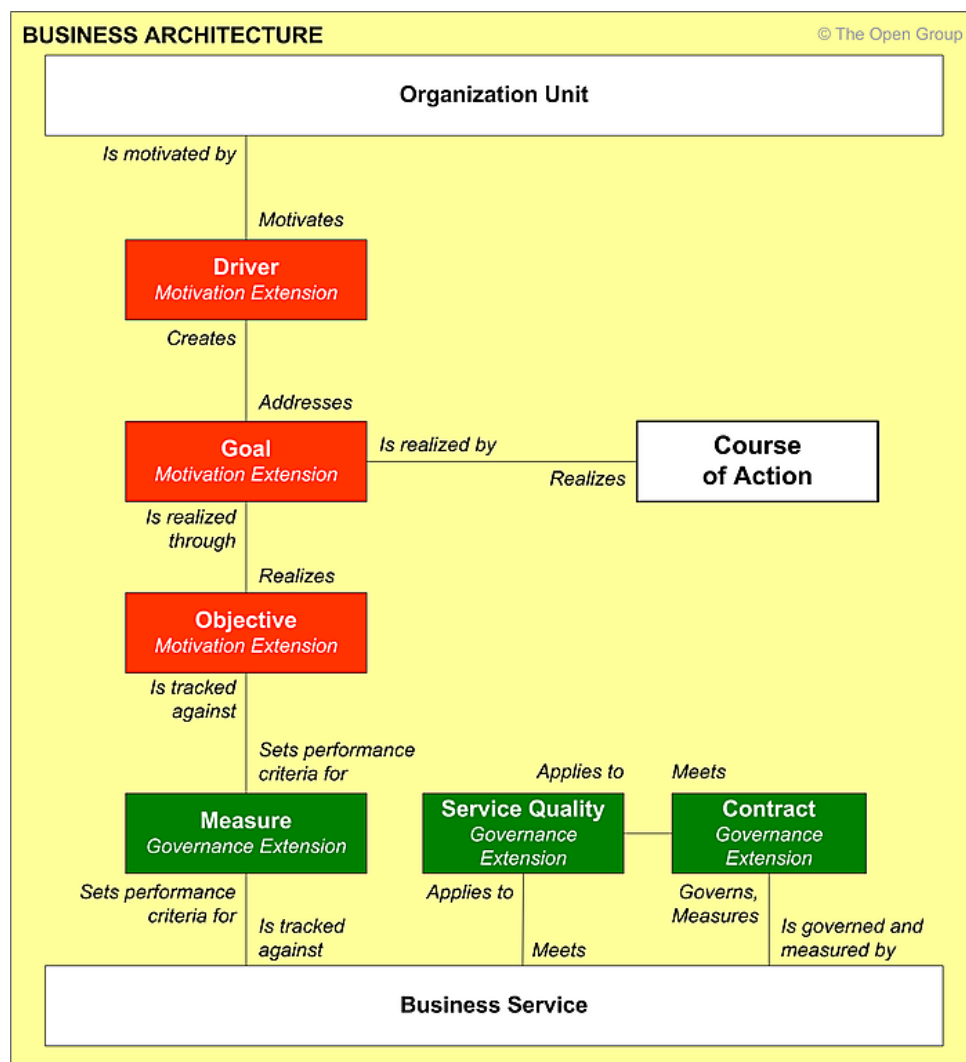 BUSINESS ARCHITECTURE
© The Open Group
Organization Unit
Is motivated by
Motivates
Driver
Motivation Extension
Creates
Addresses
Goal
Motivation Extension
Is realized by
Realizes
Course
of Action
Is realized
through
Realizes
Objective
Motivation Extension
Is tracked
against
Sets performance
criteria for
Applies to
Meets
Measure
Governance Extension
Service Quality
Governance
Extension
Contract
Governance
Extension
Sets performance
criteria for
Is tracked
against
Applies to
Meets
Governs,
Measures
Is governed and
measured by
Business Service